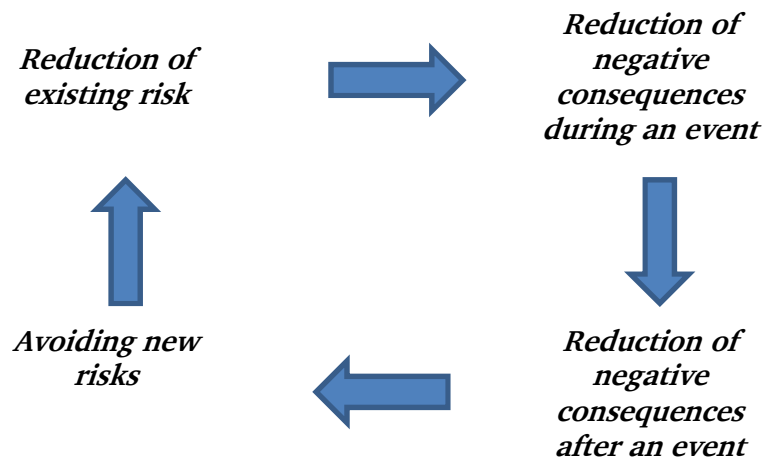 Reduction of
existing risk
Reduction of
negative
consequences
during an event
Avoiding new
risks
Reduction of
negative
consequences
after an event